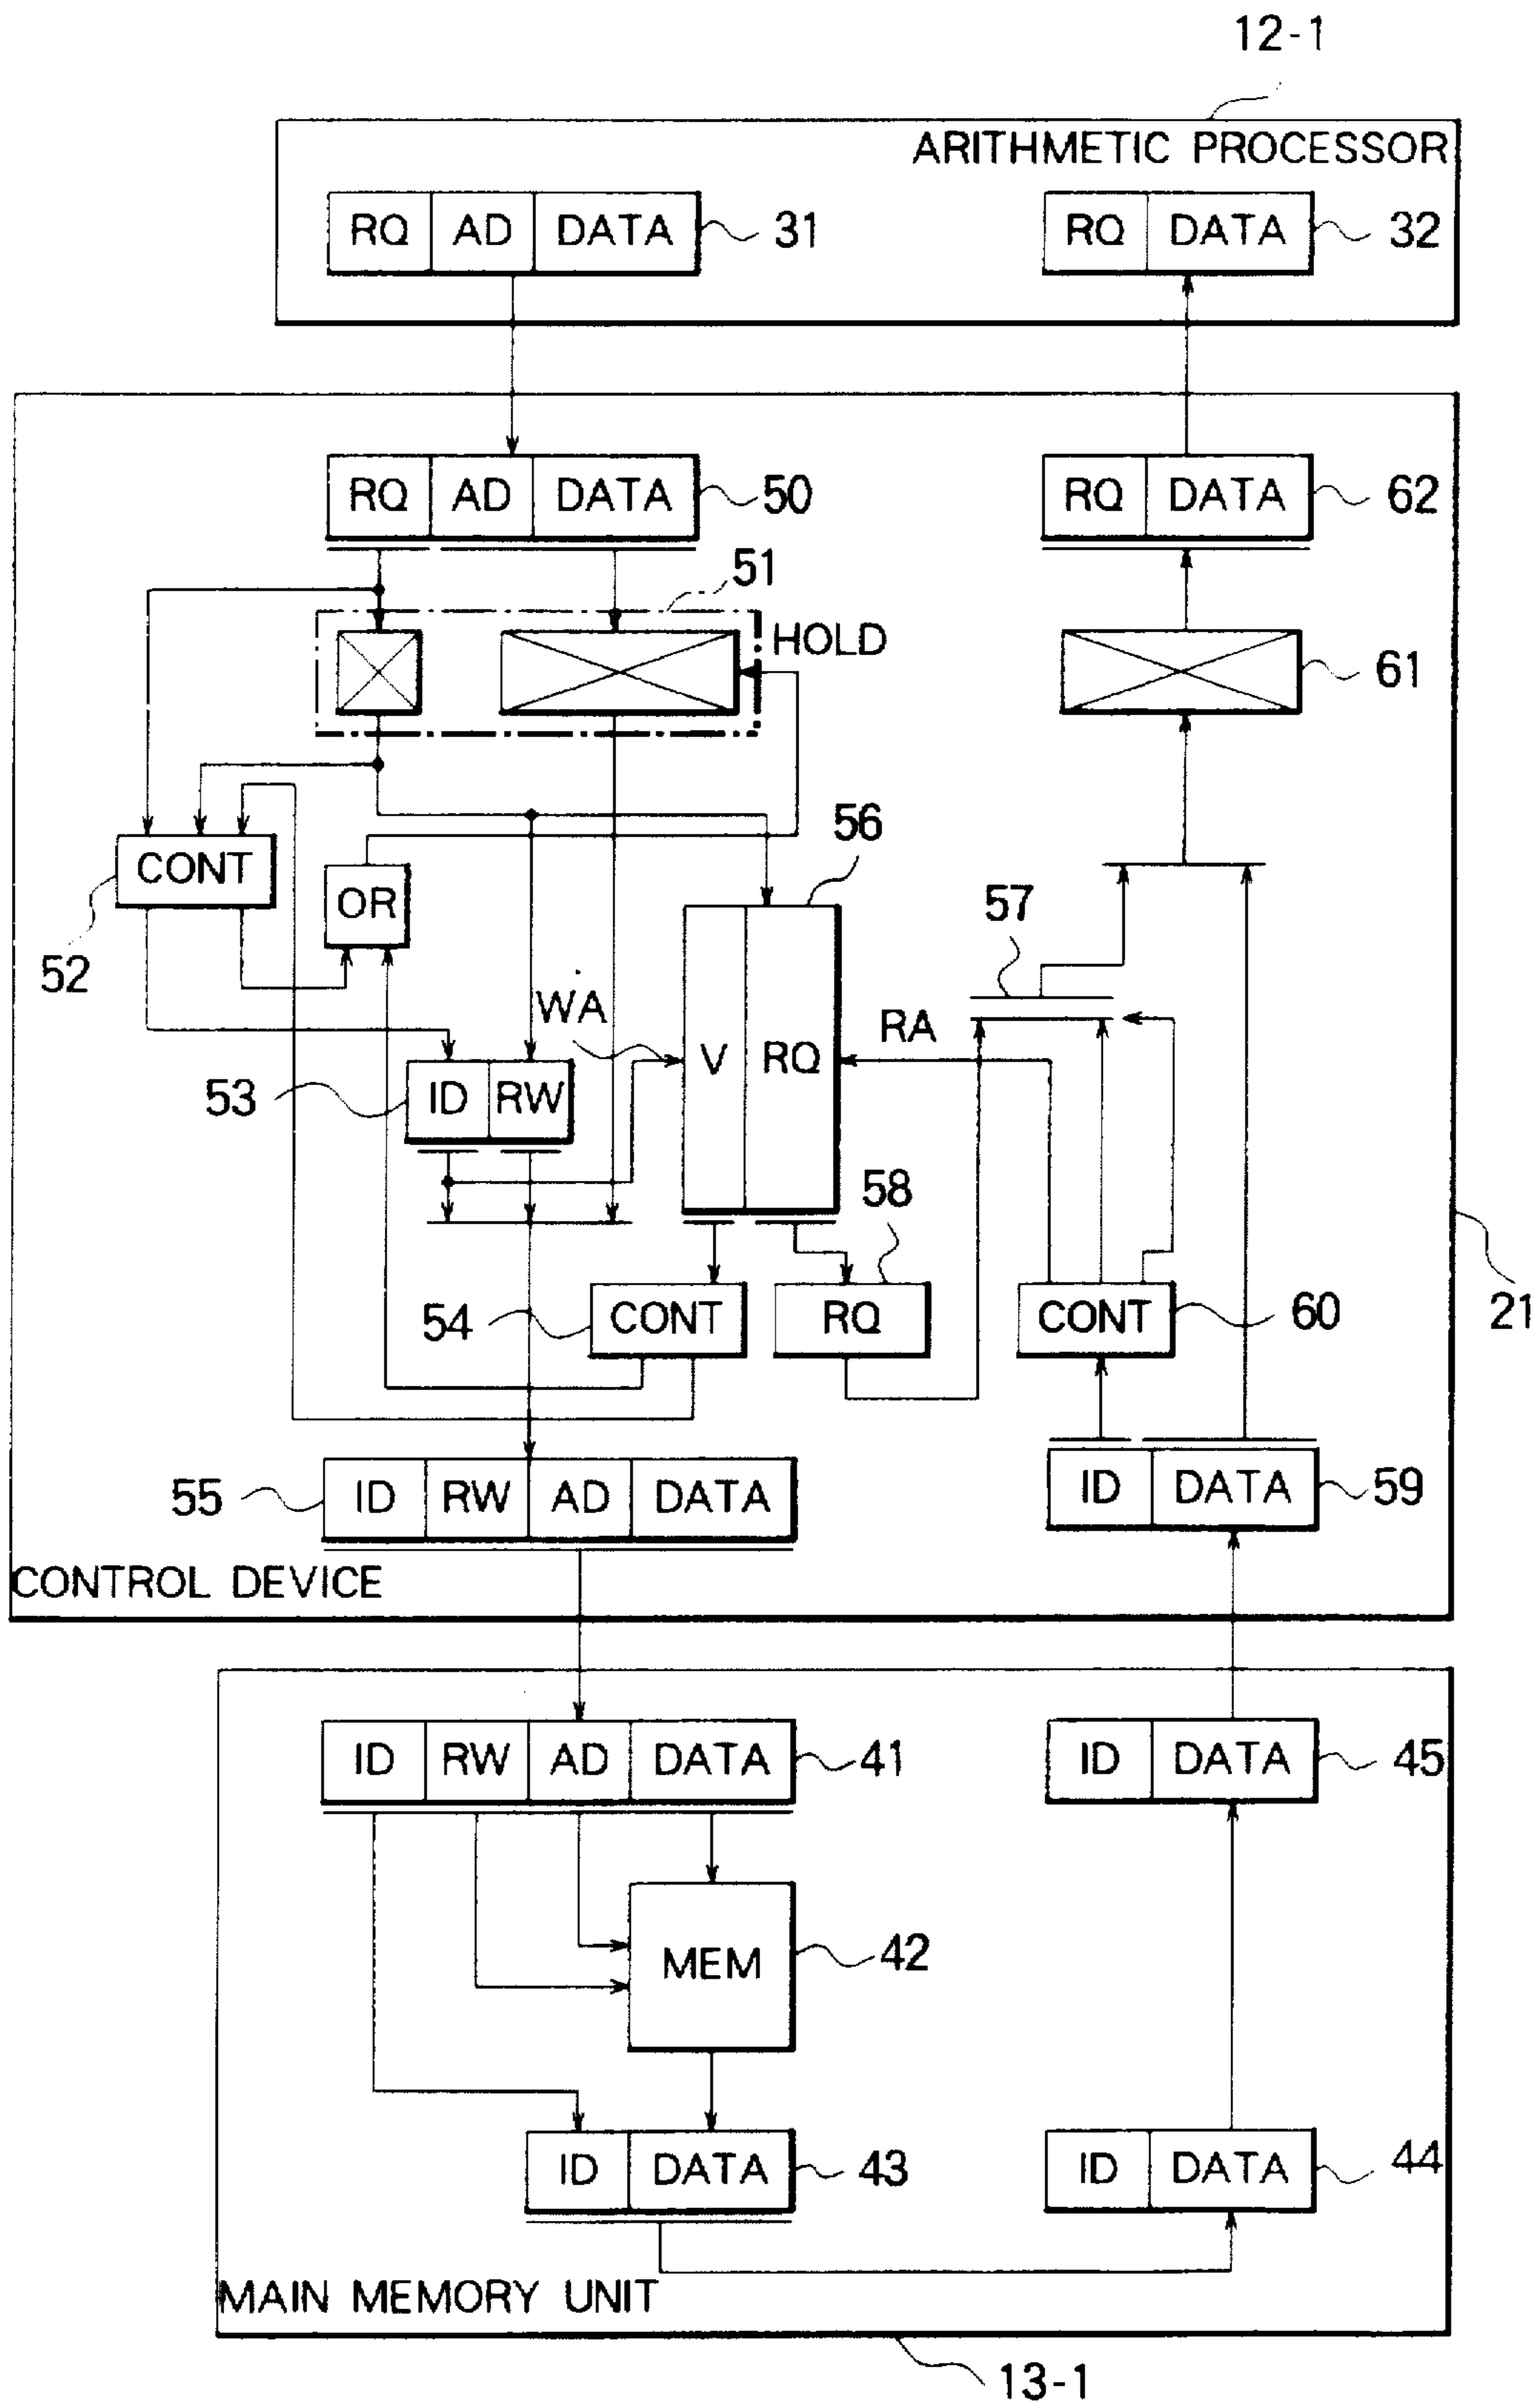 12-1
ARITHMETIC PROCESSOR
RQ AD DATA 31 RQ DATA 32
RQ AD DATA 50 RQ DATA 62
51
HOLD
61
56
CONT
OR
57
52
WA
RA
V RQ
53 ID RW
58
54 CONT RQ CONT 60 21
55 ID RW AD DATA ID DATA 59
CONTROL DEVICE
ID RW AD DATA 41 ID DATA 45
MEM 42
ID DATA 43 ID DATA 44
MAIN MEMORY UNIT
13-1